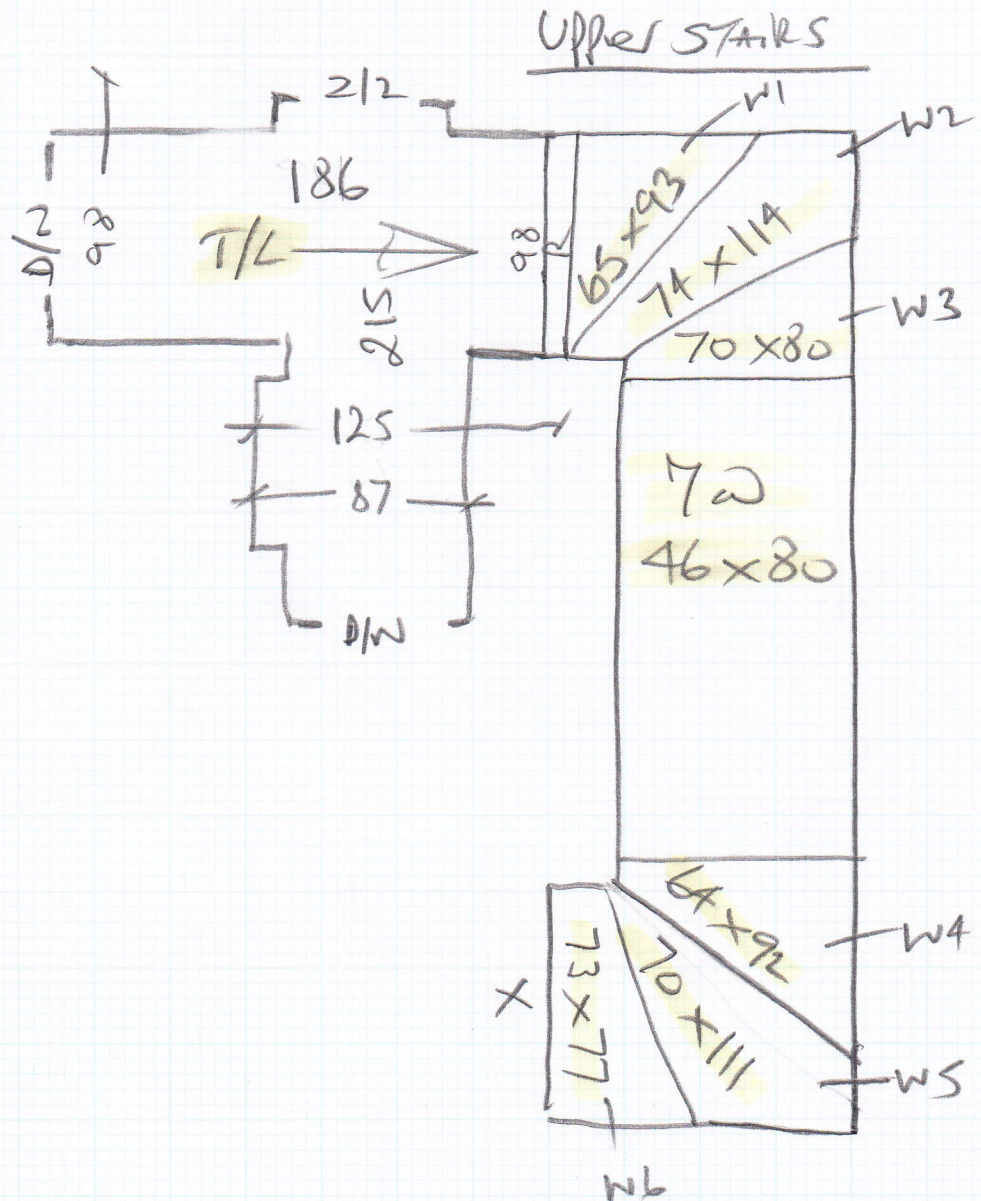 Upper STAIRS
W1
2/2
W2
186
D/2
98
T/L
98
65 x 93
74 x 114
215
W3
70 x 80
125
7@
87
46 x 80
D/W
64 x 92
W4
X
73 x 77
70 x 111
W5
W6